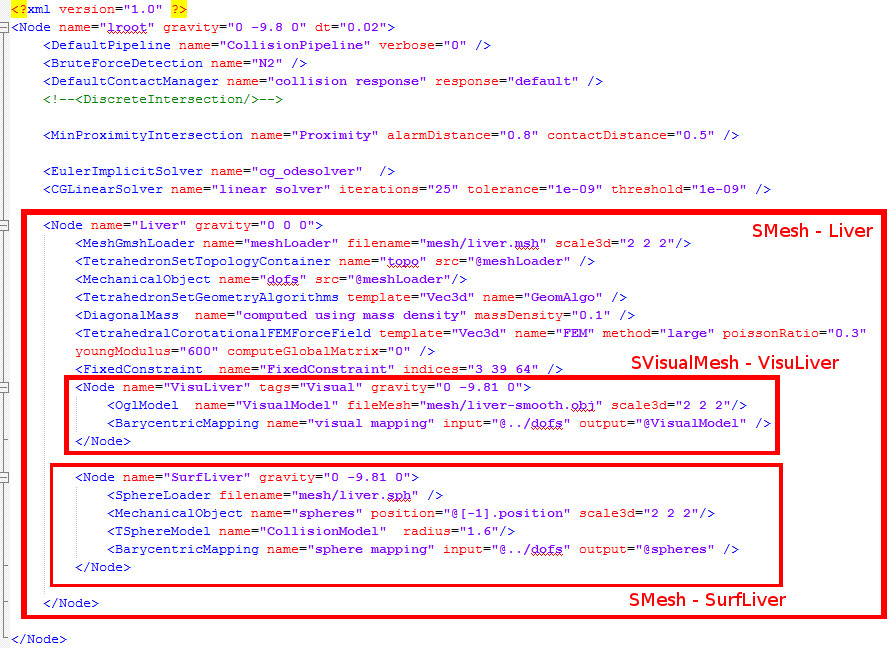 <?xml version="1.0" ?>
<Node name="lroot" gravity="0 -9.8 0" dt="0.02">
<DefaultPipeline name="CollisionPipeline" verbose="0" />
<BruteForceDetection name="N2" />
<DefaultContactManager name="collision response" response="default" />
<!--<DiscreteIntersection/>-->
<MinProximityIntersection name="Proximity" alarmDistance="0.8" contactDistance="0.5" />
<EulerImplicitSolver name="cg_odesolver"  />
<CGLinearSolver name="linear solver" iterations="25" tolerance="1e-09" threshold="1e-09" />
<Node name="Liver" gravity="0 0 0">
SMesh - Liver
<MeshGmshLoader name="meshLoader" filename="mesh/liver.msh" scale3d="2 2 2"/>
<TetrahedronSetTopologyContainer name="topo" src="@meshLoader" />
<MechanicalObject name="dofs" src="@meshLoader"/>
<TetrahedronSetGeometryAlgorithms template="Vec3d" name="GeomAlgo" />
<DiagonalMass  name="computed using mass density" massDensity="0.1" />
<TetrahedralCorotationalFEMForceField template="Vec3d" name="FEM" method="large" poissonRatio="0.3"
youngModulus="600" computeGlobalMatrix="0" />
SVisualMesh - VisuLiver
<FixedConstraint  name="FixedConstraint" indices="3 39 64" />
<Node name="VisuLiver" tags="Visual" gravity="0 -9.81 0">
<OglModel  name="VisualModel" fileMesh="mesh/liver-smooth.obj" scale3d="2 2 2"/>
<BarycentricMapping name="visual mapping" input="@../dofs" output="@VisualModel" />
</Node>
<Node name="SurfLiver" gravity="0 -9.81 0">
<SphereLoader filename="mesh/liver.sph" />
<MechanicalObject name="spheres" position="@[-1].position" scale3d="2 2 2"/>
<TSphereModel name="CollisionModel"  radius="1.6"/>
<BarycentricMapping name="sphere mapping" input="@../dofs" output="@spheres" />
</Node>
</Node>
SMesh - SurfLiver
</Node>